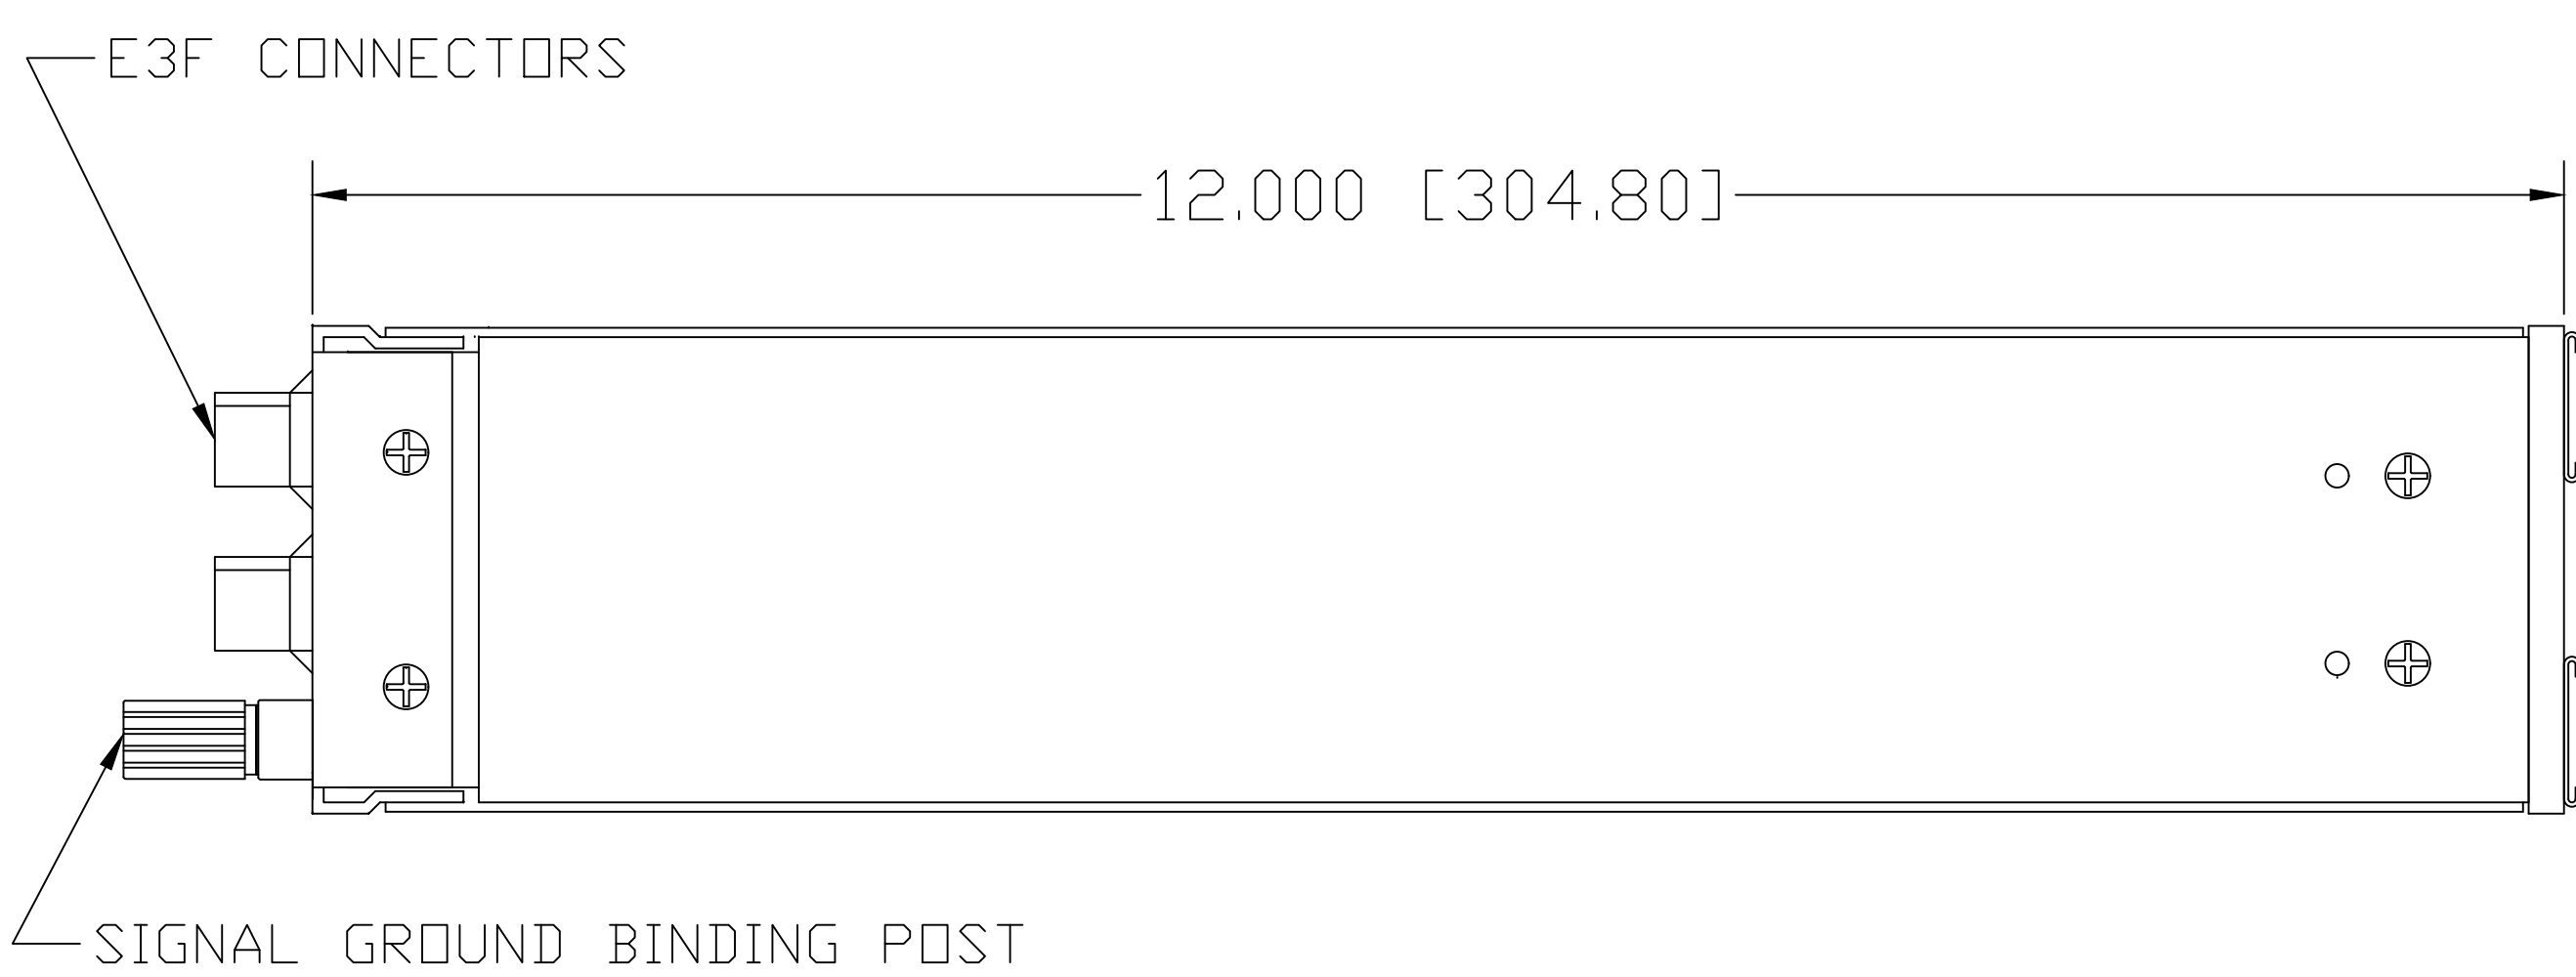 E3F CONNECTORS
12.000 [304.80]
SIGNAL GROUND BINDING POST